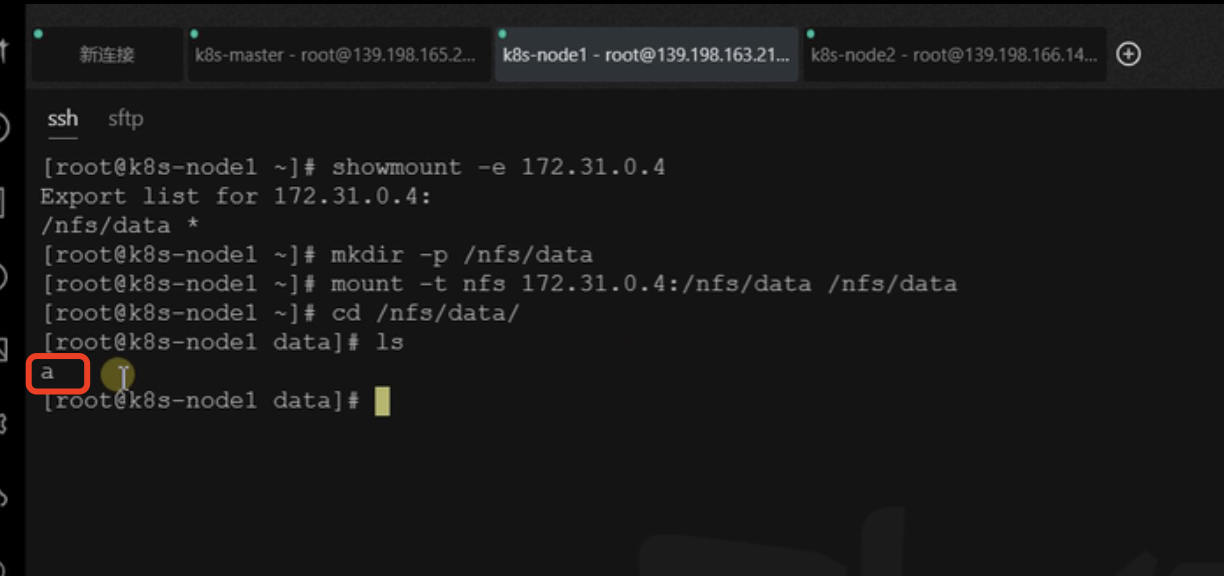 新连接
k8s-master - root@139.198.165.2...
k8s-node1 - root@139.198.163.21...
k8s-node2 - root@139.198.166.14...
ssh sftp
[root@k8s-node1 ~]# showmount -e 172.31.0.4
Export list for 172.31.0.4:
/nfs/data *
[root@k8s-node1 ~]# mkdir -p /nfs/data
[root@k8s-node1 ~]# mount -t nfs 172.31.0.4:/nfs/data /nfs/data
[root@k8s-node1 ~]# cd /nfs/data/
[root@k8s-node1 data]# ls
a
[root@k8s-node1 data]#